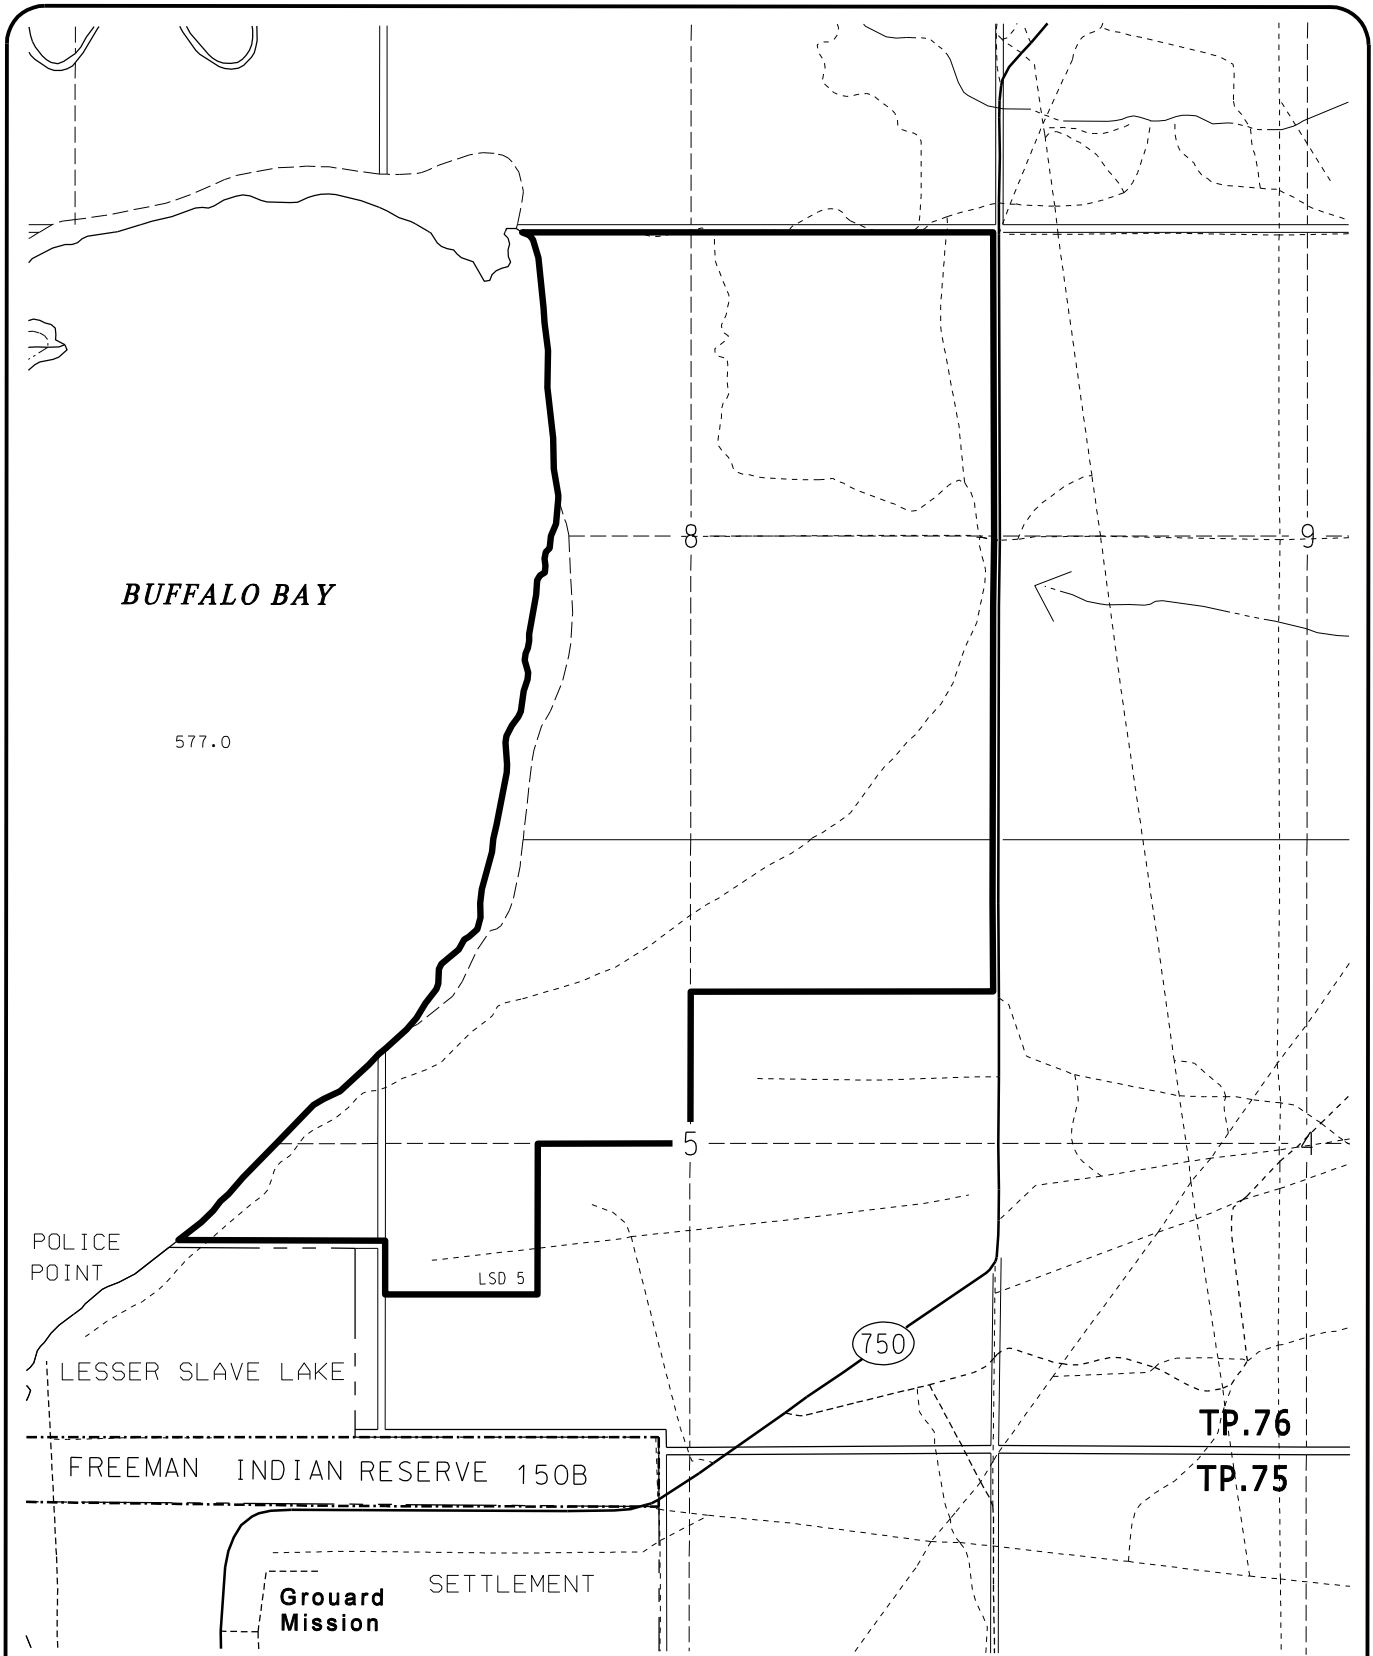 8
9
BUFFALO BAY
577.0
5
4
POLICE
POINT
LSD 5
750
LESSER SLAVE LAKE
TP.76
FREEMAN INDIAN RESERVE 150B
TP.75
SETTLEMENT
Grouard
Mission